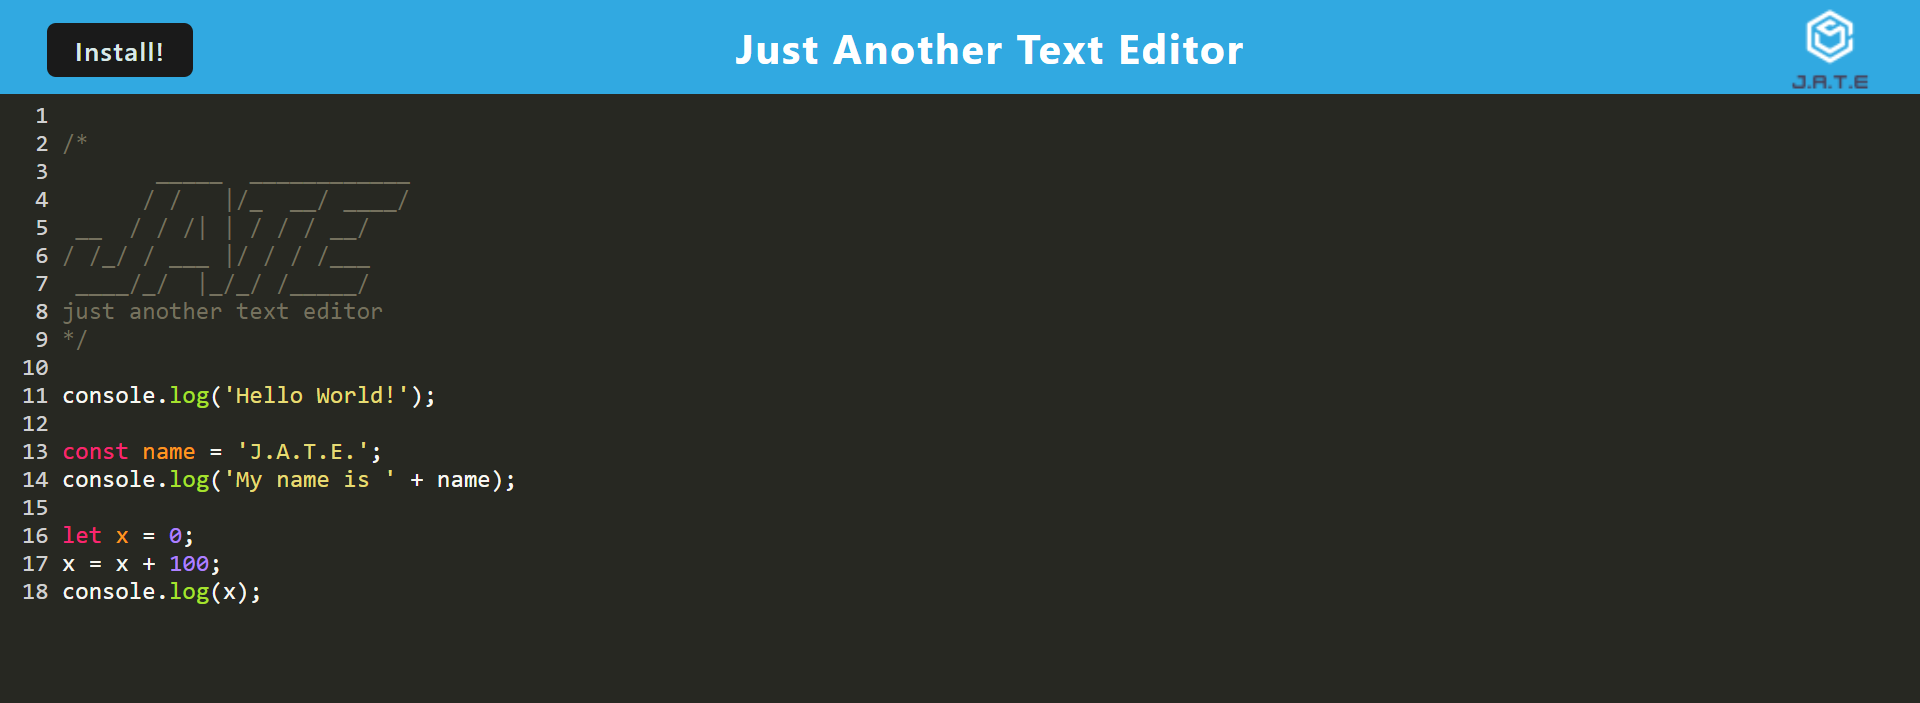 Install!
Just Another Text Editor
J.A.T.E
1
2 /*
3        _____  ____________
4       / /   |/_  __/ ____/
5  __  / / /| | / / / __/
6 / /_/ / ___ |/ / / /___
7  ____/_/  |_/_/ /_____/
8 just another text editor
9 */
10
11 console.log('Hello World!');
12
13 const name = 'J.A.T.E.';
14 console.log('My name is ' + name);
15
16 let x = 0;
17 x = x + 100;
18 console.log(x);